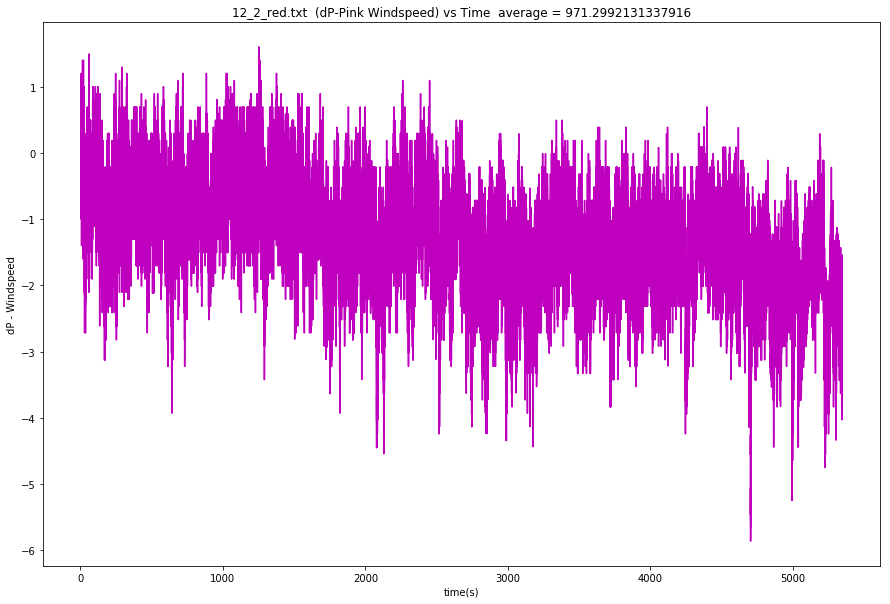 12_2_red.txt  (dP-Pink Windspeed) vs Time  average = 971.2992131337916
dP - Windspeed
1
0
−1
−2
−3
−4
−5
−6
0 1000 2000 3000 4000 5000
time(s)